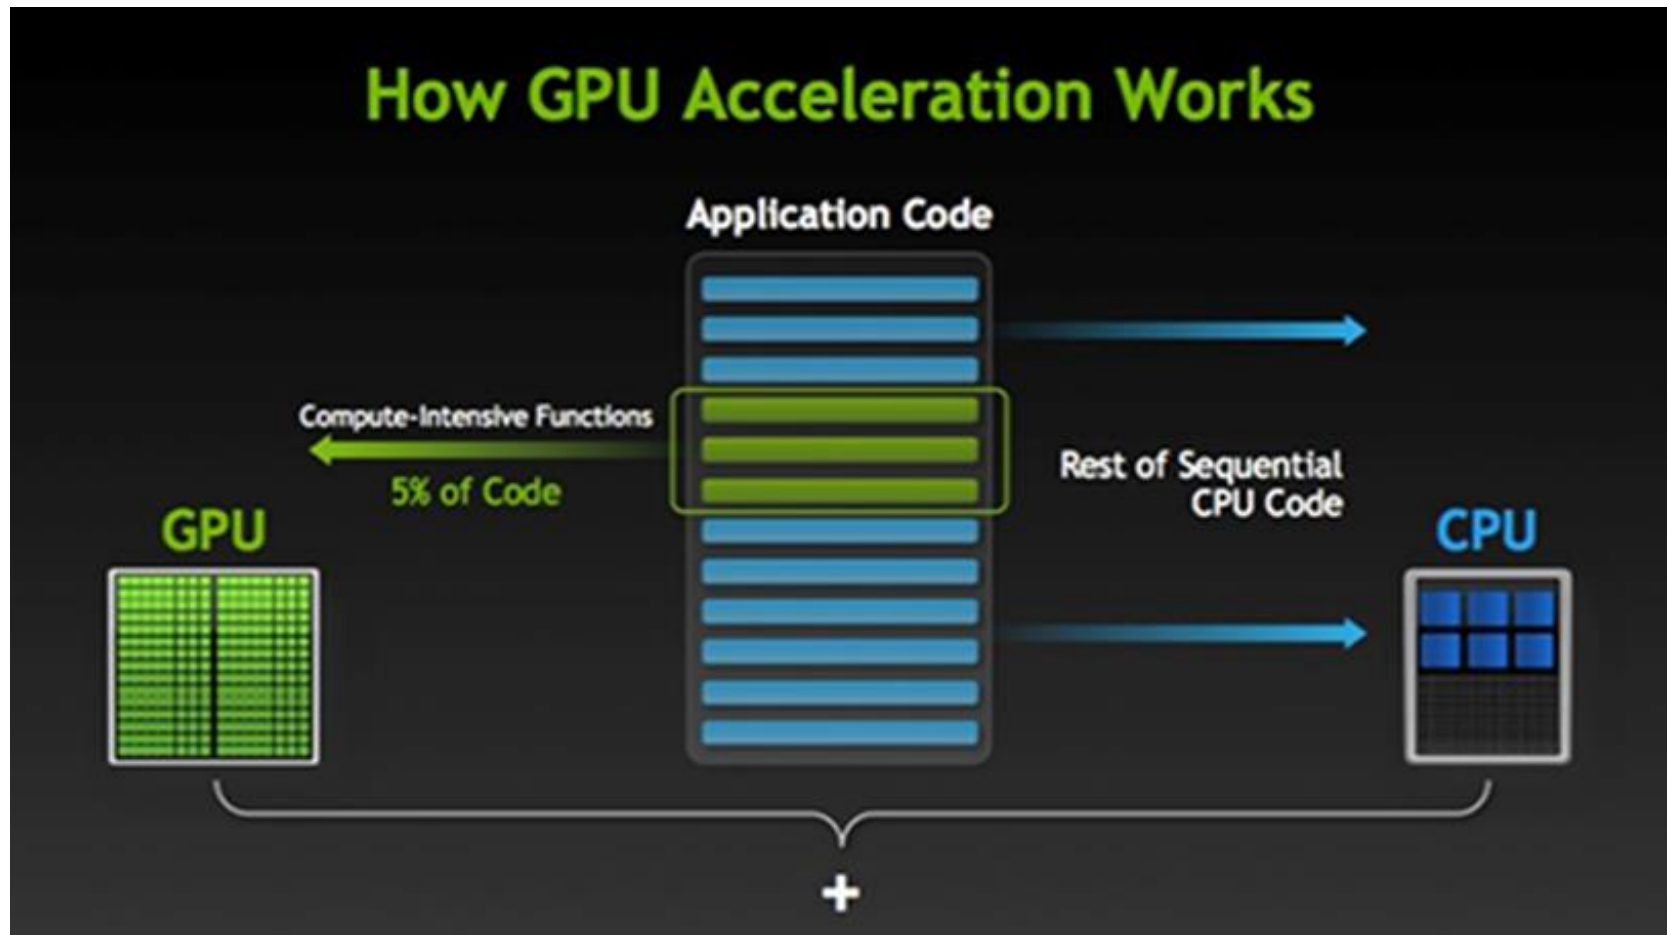 How GPU Acceleration Works
Application Code
Compute-Intensive Functions
5% of Code
Rest of Sequential
CPU Code
GPU
CPU
+